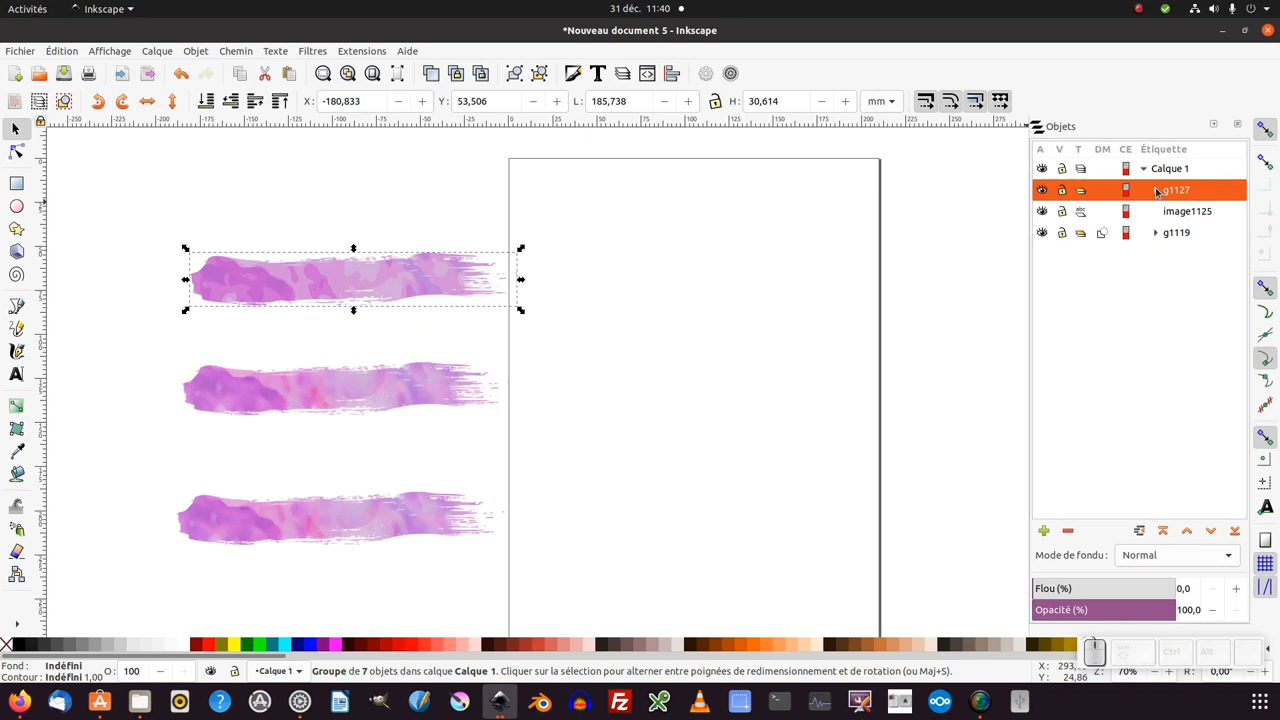 Activités
Inkscape
31 déc. 11:40
*Nouveau document 5 - Inkscape
Fichier Édition Affichage Calque Objet Chemin Texte Filtres Extensions Aide
X: -180,833 Y: 53,506 L: 185,738 H: 30,614 mm
Objets
A V T DM CE Étiquette
Calque 1
g1127
image1125
g1119
Mode de fondu : Normal
Flou (%) 0,0
Opacité (%) 100,0
Fond : Indéfini
Contour : Indéfini 1,00
O: 100
•Calque 1
Groupe de 7 objets dans calque Calque 1. Cliquer sur la sélection pour alterner entre poignées de redimensionnement et de rotation (ou Maj+S).
X: 293,
Y: 24,86
Z: 70%
R: 0,00°
Ctrl
Alt